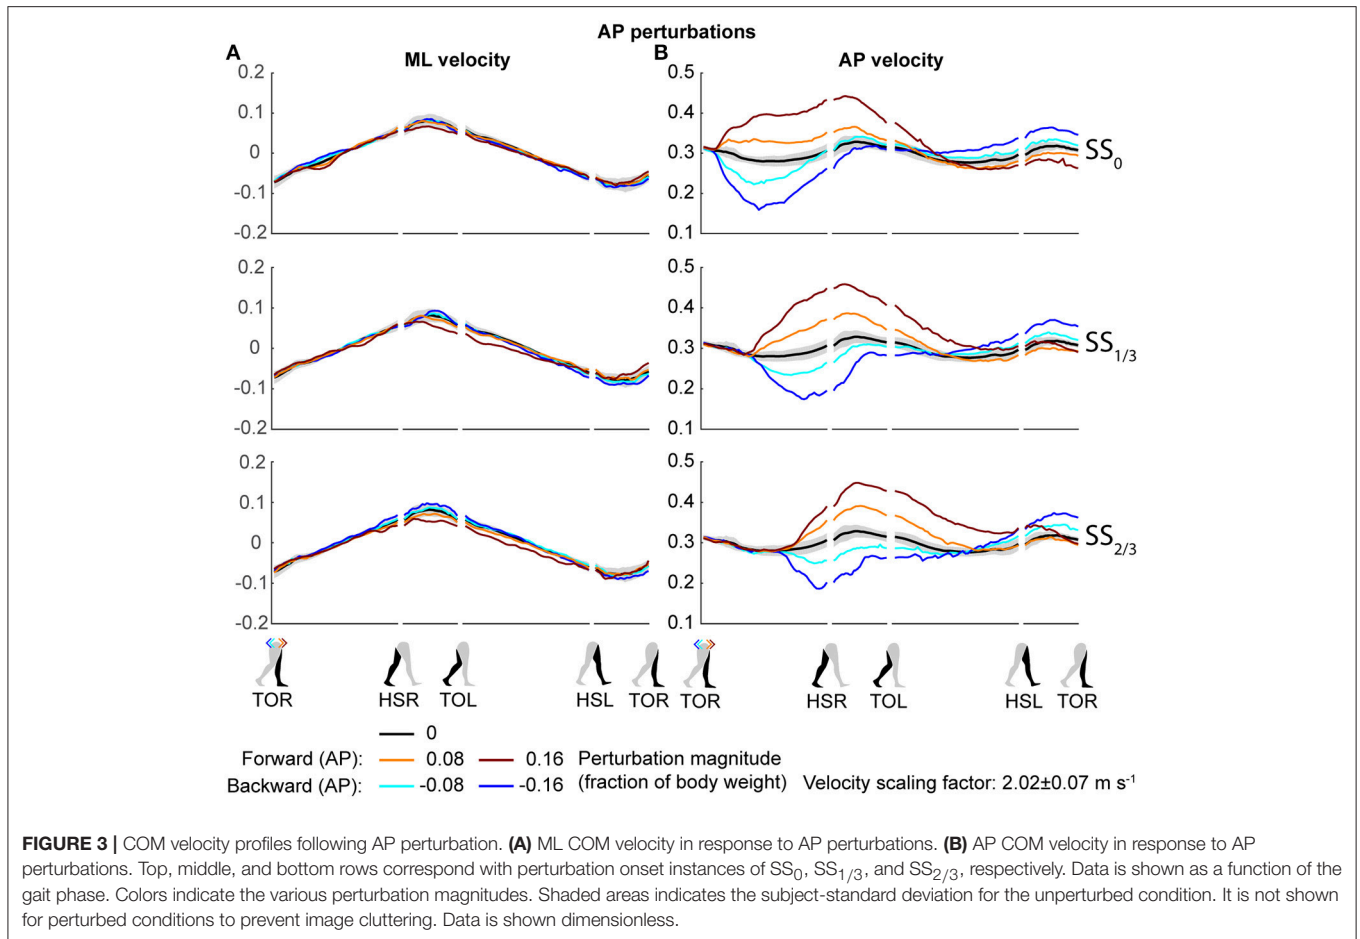 AP perturbations
A
ML velocity
B
AP velocity
0.2
0.1
0
-0.1
-0.2
0.5
0.4
0.3
0.2
0.1
SS0
0.2
0.1
0
-0.1
-0.2
0.5
0.4
0.3
0.2
0.1
SS1/3
0.2
0.1
0
-0.1
-0.2
0.5
0.4
0.3
0.2
0.1
SS2/3
TOR HSR TOL HSL TOR TOR HSR TOL HSL TOR
0
Forward (AP): 0.08 0.16 Perturbation magnitude
Backward (AP): -0.08 -0.16 (fraction of body weight) Velocity scaling factor: 2.02±0.07 m s-1
FIGURE 3 | COM velocity profiles following AP perturbation. (A) ML COM velocity in response to AP perturbations. (B) AP COM velocity in response to AP
perturbations. Top, middle, and bottom rows correspond with perturbation onset instances of SS0, SS1/3, and SS2/3, respectively. Data is shown as a function of the
gait phase. Colors indicate the various perturbation magnitudes. Shaded areas indicates the subject-standard deviation for the unperturbed condition. It is not shown
for perturbed conditions to prevent image cluttering. Data is shown dimensionless.